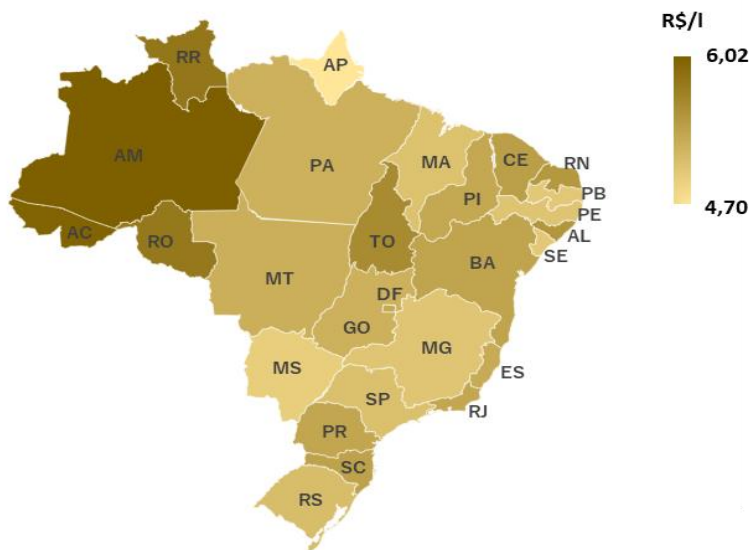 R$/l
6,02
4,70
RR
AP
AM
PA
MA
CE
RN
PB
PE
AL
SE
PI
AC
RO
TO
BA
MT
DF
GO
MG
ES
MS
SP
RJ
PR
SC
RS